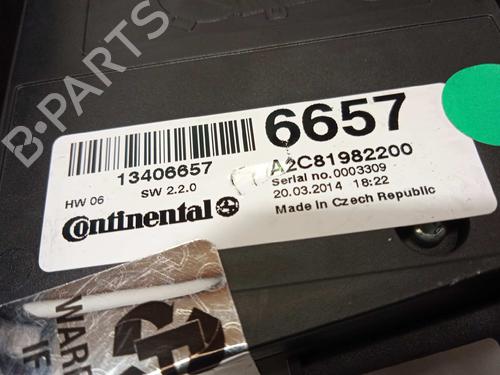 B-PARTS
6657
13406657
A2C81982200
HW 06
SW 2.2.0
Serial no.0003309
20.03.2014 18:22
Continental
Made in Czech Republic
IF